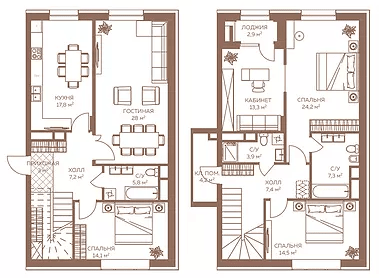 КУХНЯ
17,8 м²
ГОСТИНАЯ
28 м²
ПРИХОЖАЯ
ХОЛЛ
7,2 м²
С/У
5,8 м²
СПАЛЬНЯ
14,1 м²
ЛОДЖИЯ
2,9 м²
КАБИНЕТ
13,3 м²
СПАЛЬНЯ
24,2 м²
С/У
3,9 м²
КЛ. ПОМ.
4,2 м²
ХОЛЛ
7,4 м²
С/У
7,3 м²
СПАЛЬНЯ
14,5 м²